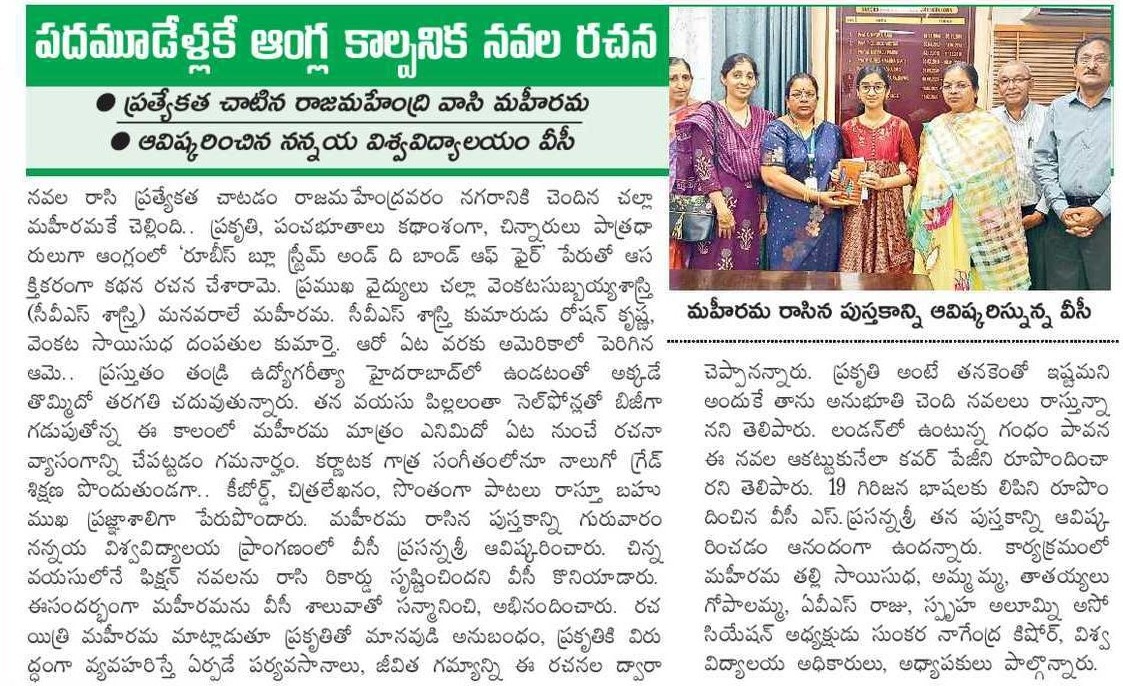 పదమూడేళ్లకే ఆంగ్ల కాల్పనిక నవల రచన
● ప్రత్యేకత చాటిన రాజమహేంద్రి వాసి మహీరమ
● ఆవిష్కరించిన నన్నయ విశ్వవిద్యాలయం వీసీ
నవల రాసి ప్రత్యేకత చాటడం రాజమహేంద్రవరం నగరానికి చెందిన చల్లా
మహీరమకే చెల్లింది.. ప్రకృతి, పంచభూతాలు కథాంశంగా, చిన్నారులు పాత్రధా
రులుగా ఆంగ్లంలో ‘రూబీస్ బ్లూ స్ట్రీమ్ అండ్ ది బాండ్ ఆఫ్ ఫైర్’ పేరుతో ఆస
క్తికరంగా కథన రచన చేశారామె. ప్రముఖ వైద్యులు చల్లా వెంకటసుబ్బయ్యశాస్త్రి
(సీవీఎస్ శాస్త్రి) మనవరాలే మహీరమ. సీవీఎస్ శాస్త్రి కుమారుడు రోషన్ కృష్ణ,
వెంకట సాయిసుధ దంపతుల కుమార్తె. ఆరో ఏట వరకు అమెరికాలో పెరిగిన
ఆమె.. ప్రస్తుతం తండ్రి ఉద్యోగరీత్యా హైదరాబాద్‌లో ఉండటంతో అక్కడే
తొమ్మిదో తరగతి చదువుతున్నారు. తన వయసు పిల్లలంతా సెల్‌ఫోన్లతో బిజీగా
గడుపుతోన్న ఈ కాలంలో మహీరమ మాత్రం ఎనిమిదో ఏట నుంచే రచనా
వ్యాసంగాన్ని చేపట్టడం గమనార్హం. కర్ణాటక గాత్ర సంగీతంలోనూ నాలుగో గ్రేడ్
శిక్షణ పొందుతుండగా.. కీబోర్డ్, చిత్రలేఖనం, సొంతంగా పాటలు రాస్తూ బహు
ముఖ ప్రజ్ఞాశాలిగా పేరుపొందారు. మహీరమ రాసిన పుస్తకాన్ని గురువారం
నన్నయ విశ్వవిద్యాలయ ప్రాంగణంలో వీసీ ప్రసన్నశ్రీ ఆవిష్కరించారు. చిన్న
వయసులోనే ఫిక్షన్ నవలను రాసి రికార్డు సృష్టించిందని వీసీ కొనియాడారు.
ఈసందర్భంగా మహీరమను వీసీ శాలువాతో సన్మానించి, అభినందించారు. రచ
యిత్రి మహీరమ మాట్లాడుతూ ప్రకృతితో మానవుడి అనుబంధం, ప్రకృతికి విరు
ద్ధంగా వ్యవహరిస్తే ఏర్పడే పర్యవసానాలు, జీవిత గమ్యాన్ని ఈ రచనల ద్వారా
మహీరమ రాసిన పుస్తకాన్ని ఆవిష్కరిస్నున్న వీసీ
చెప్పానన్నారు. ప్రకృతి అంటే తనకెంతో ఇష్టమని
అందుకే తాను అనుభూతి చెంది నవలలు రాస్తున్నా
నని తెలిపారు. లండన్‌లో ఉంటున్న గంధం పావన
ఈ నవల ఆకట్టుకునేలా కవర్ పేజీని రూపొందించా
రని తెలిపారు. 19 గిరిజన భాషలకు లిపిని రూపొం
దించిన వీసీ ఎస్.ప్రసన్నశ్రీ తన పుస్తకాన్ని ఆవిష్క
రించడం ఆనందంగా ఉందన్నారు. కార్యక్రమంలో
మహీరమ తల్లి సాయిసుధ, అమ్మమ్మ, తాతయ్యలు
గోపాలమ్మ, ఏవీఎస్ రాజు, స్పృహ అలూమ్ని అసో
సియేషన్ అధ్యక్షుడు సుంకర నాగేంద్ర కిషోర్, విశ్వ
విద్యాలయ అధికారులు, అధ్యాపకులు పాల్గొన్నారు.